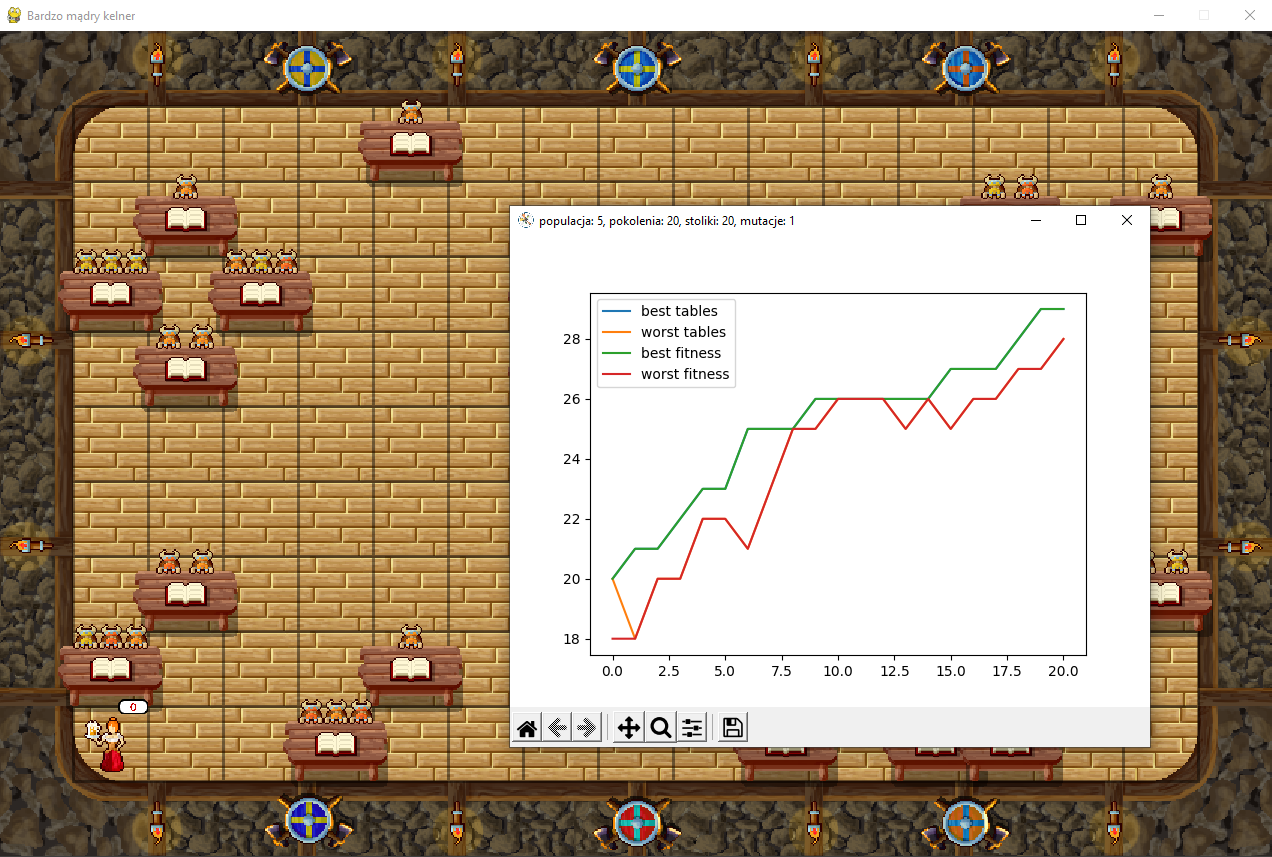 Bardzo mądry kelner
populacja: 5, pokolenia: 20, stoliki: 20, mutacje: 1
best tables
worst tables
best fitness
worst fitness
28
26
24
22
20
18
0.0 2.5 5.0 7.5 10.0 12.5 15.0 17.5 20.0
0